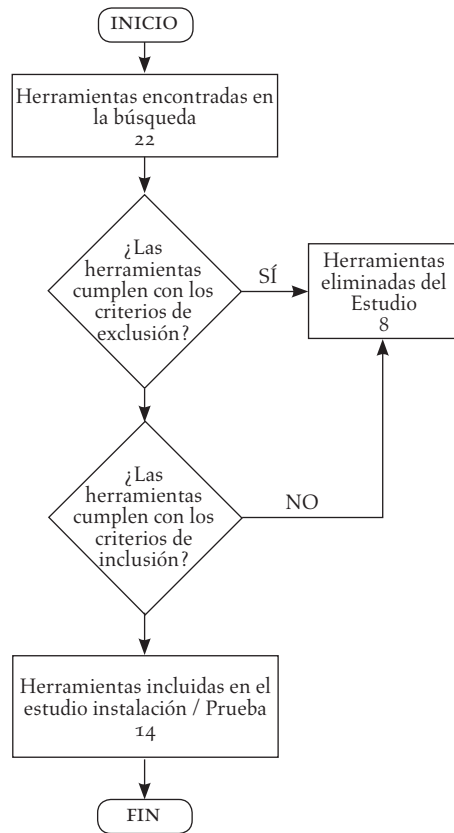 INICIO
Herramientas encontradas en
la búsqueda
22
¿Las
herramientas
cumplen con los
criterios de
exclusión?
SÍ
Herramientas
eliminadas del
Estudio
8
¿Las
herramientas
cumplen con los
criterios de
inclusión?
NO
Herramientas incluidas en el
estudio instalación / Prueba
14
FIN